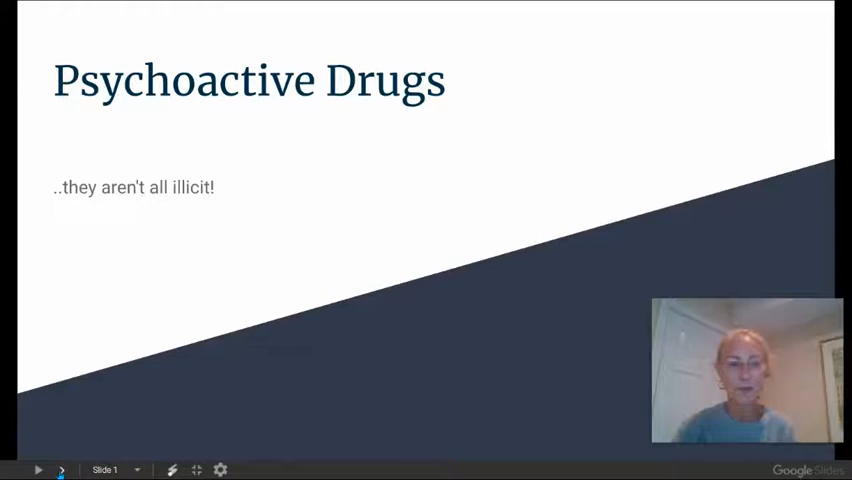 Psychoactive Drugs
..they aren't all illicit!
Slide 1
Google Slides